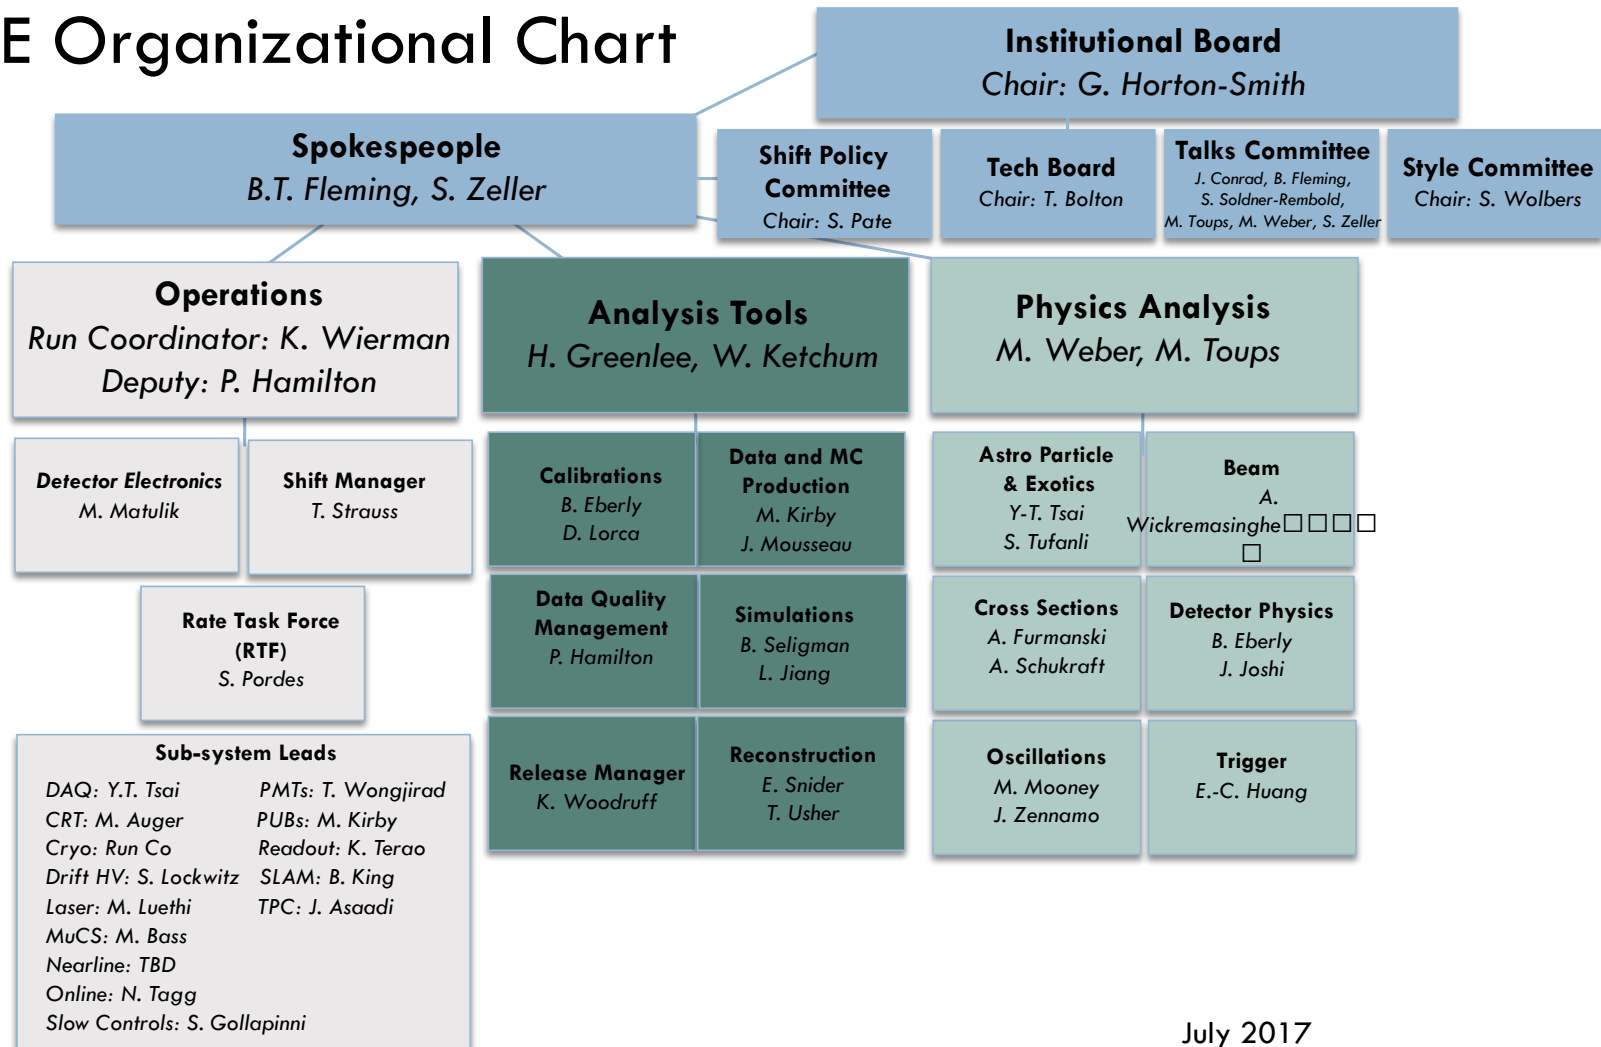 E Organizational Chart
Institutional Board
Chair: G. Horton-Smith
Spokespeople
B.T. Fleming, S. Zeller
Shift Policy
Committee
Chair: S. Pate
Tech Board
Chair: T. Bolton
Talks Committee
J. Conrad, B. Fleming,
S. Soldner-Rembold,
M. Toups, M. Weber, S. Zeller
Style Committee
Chair: S. Wolbers
Operations
Run Coordinator: K. Wierman
Deputy: P. Hamilton
Analysis Tools
H. Greenlee, W. Ketchum
Physics Analysis
M. Weber, M. Toups
Detector Electronics
M. Matulik
Shift Manager
T. Strauss
Rate Task Force
(RTF)
S. Pordes
Sub-system Leads
DAQ: Y.T. Tsai
CRT: M. Auger
Cryo: Run Co
Drift HV: S. Lockwitz
Laser: M. Luethi
MuCS: M. Bass
Nearline: TBD
Online: N. Tagg
Slow Controls: S. Gollapinni
PMTs: T. Wongjirad
PUBs: M. Kirby
Readout: K. Terao
SLAM: B. King
TPC: J. Asaadi
Calibrations
B. Eberly
D. Lorca
Data and MC
Production
M. Kirby
J. Mousseau
Data Quality
Management
P. Hamilton
Simulations
B. Seligman
L. Jiang
Release Manager
K. Woodruff
Reconstruction
E. Snider
T. Usher
Astro Particle
& Exotics
Y-T. Tsai
S. Tufanli
Beam
A.
Wickremasinghe□□□□
□
Cross Sections
A. Furmanski
A. Schukraft
Detector Physics
B. Eberly
J. Joshi
Oscillations
M. Mooney
J. Zennamo
Trigger
E.-C. Huang
July 2017